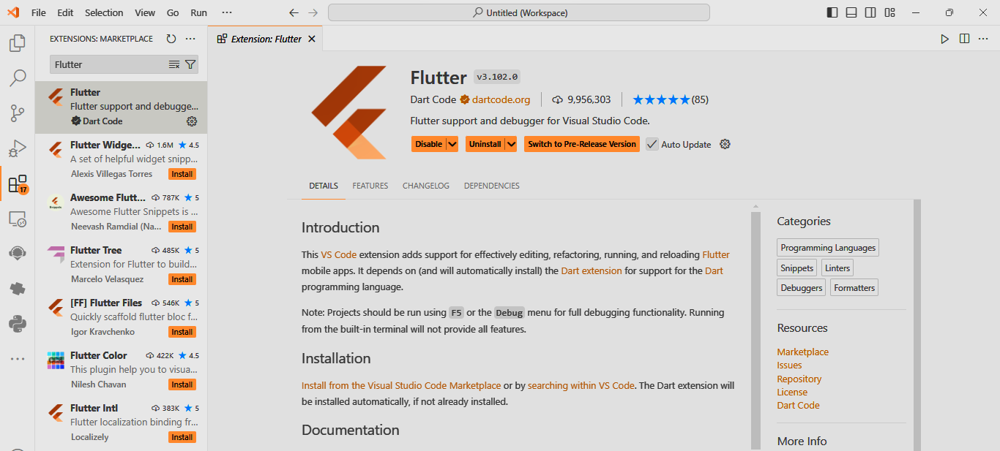 File Edit Selection View Go Run ···
Untitled (Workspace)
EXTENSIONS: MARKETPLACE
Extension: Flutter
Flutter
17
Flutter
Flutter support and debugge...
Dart Code
Flutter Widge... 1.6M 4.5
A set of helpful widget snipp...
Alexis Villegas Torres Install
Awesome Flutt... 787K 5
Awesome Flutter Snippets is ...
Neevash Ramdial (Na... Install
Flutter Tree 485K 5
Extension for Flutter to build...
Marcelo Velasquez Install
[FF] Flutter Files 546K 5
Quickly scaffold flutter bloc f...
Igor Kravchenko Install
Flutter Color 422K 4.5
This plugin help you to visua...
Nilesh Chavan Install
Flutter Intl 383K 5
Flutter localization binding fr...
Localizely Install
Flutter v3.102.0
Dart Code dartcode.org 9,956,303 (85)
Flutter support and debugger for Visual Studio Code.
Disable Uninstall Switch to Pre-Release Version Auto Update
DETAILS FEATURES CHANGELOG DEPENDENCIES
Introduction
This VS Code extension adds support for effectively editing, refactoring, running, and reloading Flutter
mobile apps. It depends on (and will automatically install) the Dart extension for support for the Dart
programming language.
Note: Projects should be run using F5 or the Debug menu for full debugging functionality. Running
from the built-in terminal will not provide all features.
Installation
Install from the Visual Studio Code Marketplace or by searching within VS Code. The Dart extension will
be installed automatically, if not already installed.
Documentation
Categories
Programming Languages
Snippets Linters
Debuggers Formatters
Resources
Marketplace
Issues
Repository
License
Dart Code
More Info